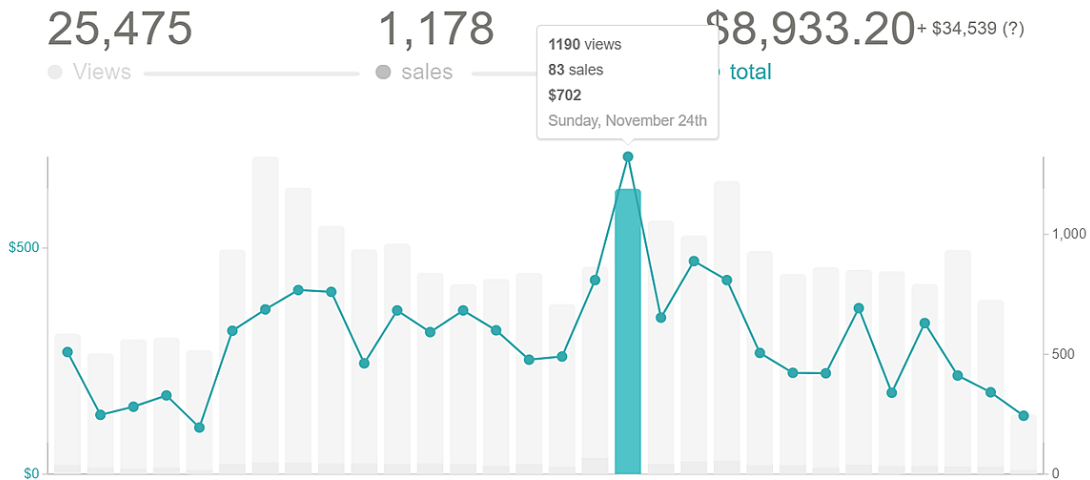 25,475
Views
1,178
sales
$8,933.20 + $34,539 (?)
total
1190 views
83 sales
$702
Sunday, November 24th
$500
$0
1,000
500
0